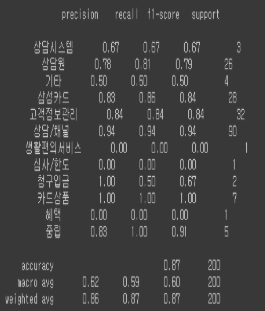 precision recall f1-score support
상담시스템 0.67 0.67 0.67 3
상담원 0.78 0.81 0.79 26
기타 0.50 0.50 0.50 4
삼성카드 0.83 0.86 0.84 28
고객정보관리 0.84 0.84 0.84 32
상담/채널 0.94 0.94 0.94 90
생활편의서비스 0.00 0.00 0.00 1
심사/한도 0.00 0.00 0.00 1
청구입금 1.00 0.50 0.67 2
카드상품 1.00 1.00 1.00 7
혜택 0.00 0.00 0.00 1
중립 0.83 1.00 0.91 5
accuracy 0.87 200
macro avg 0.62 0.59 0.60 200
weighted avg 0.86 0.87 0.87 200